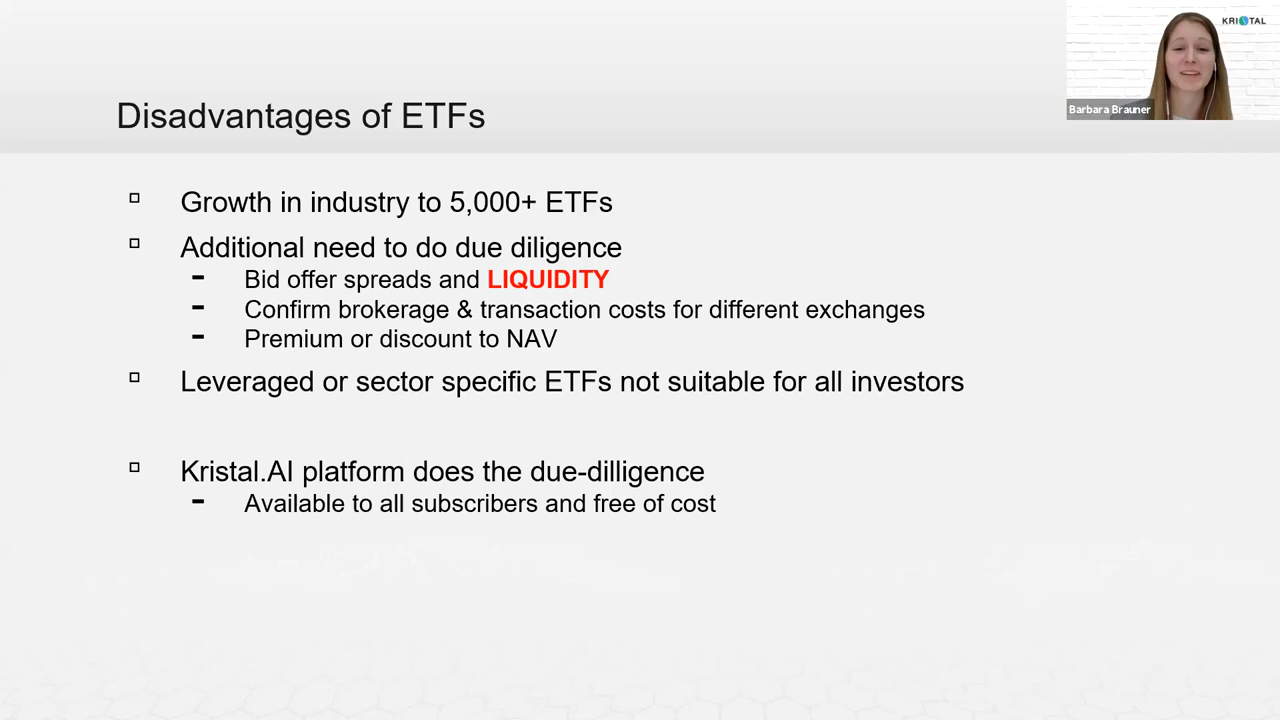 KRISTAL
Barbara Brauner
Disadvantages of ETFs
Growth in industry to 5,000+ ETFs
Additional need to do due diligence
Bid offer spreads and LIQUIDITY
Confirm brokerage & transaction costs for different exchanges
Premium or discount to NAV
Leveraged or sector specific ETFs not suitable for all investors
Kristal.AI platform does the due-dilligence
Available to all subscribers and free of cost